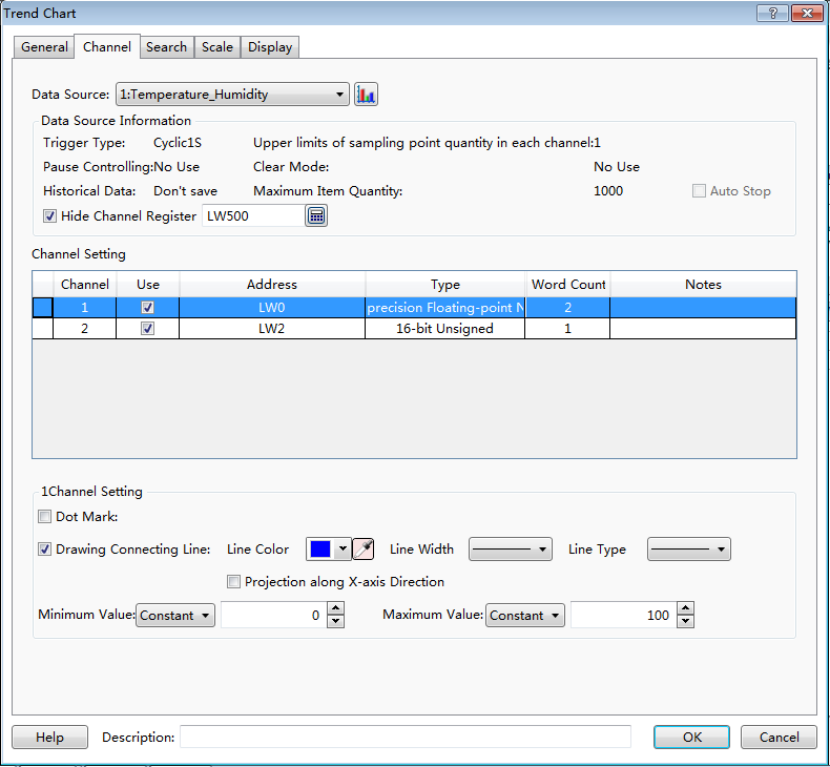 Trend Chart
General Channel Search Scale Display
Data Source: 1:Temperature_Humidity
Data Source Information
Trigger Type: Cyclic1S Upper limits of sampling point quantity in each channel:1
Pause Controlling:No Use Clear Mode: No Use
Historical Data: Don't save Maximum Item Quantity: 1000 Auto Stop
Hide Channel Register LW500
Channel Setting
Channel Use Address Type Word Count Notes
1 LW0 precision Floating-point N 2
2 LW2 16-bit Unsigned 1
1Channel Setting
Dot Mark:
Drawing Connecting Line: Line Color Line Width Line Type
Projection along X-axis Direction
Minimum Value: Constant 0 Maximum Value: Constant 100
Help Description: OK Cancel